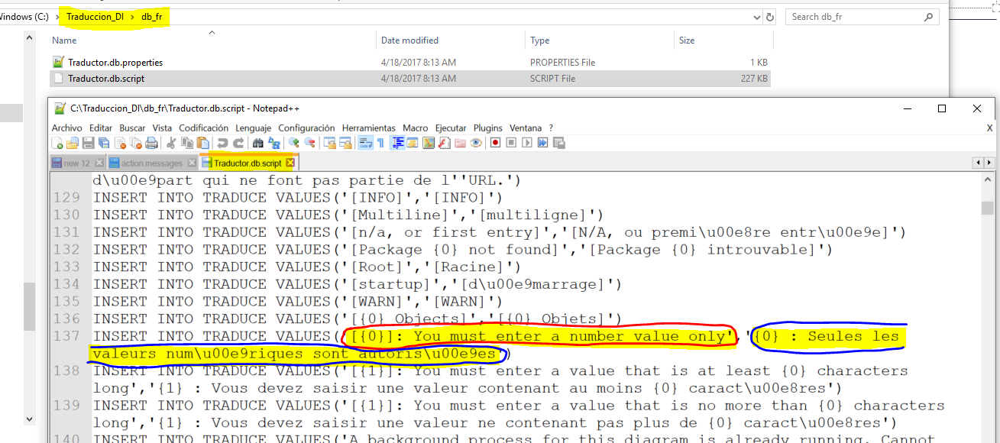 Windows (C:) > Traduccion_DI > db_fr
Search db_fr
Name Date modified Type Size
Traductor.db.properties 4/18/2017 8:13 AM PROPERTIES File 1 KB
Traductor.db.script 4/18/2017 8:13 AM SCRIPT File 227 KB
C:\Traduccion_DI\db_fr\Traductor.db.script - Notepad++
Archivo Editar Buscar Vista Codificación Lenguaje Configuración Herramientas Macro Ejecutar Plugins Ventana ? X
new 12 action.messages Traductor.db.script
d\u00e9part qui ne font pas partie de l''URL.')
129 INSERT INTO TRADUCE VALUES('[INFO]','[INFO]')
130 INSERT INTO TRADUCE VALUES('[Multiline]','[multiligne]')
131 INSERT INTO TRADUCE VALUES('[n/a, or first entry]','[N/A, ou premi\u00e8re entr\u00e9e]')
132 INSERT INTO TRADUCE VALUES('[Package {0} not found]','[Package {0} introuvable]')
133 INSERT INTO TRADUCE VALUES('[Root]','[Racine]')
134 INSERT INTO TRADUCE VALUES('[startup]','[d\u00e9marrage]')
135 INSERT INTO TRADUCE VALUES('[WARN]','[WARN]')
136 INSERT INTO TRADUCE VALUES('[{0} Objects]','[{0} Objets]')
137 INSERT INTO TRADUCE VALUES('[{0}]: You must enter a number value only','{0} : Seules les
valeurs num\u00e9riques sont autoris\u00e9es')
138 INSERT INTO TRADUCE VALUES('[{1}]: You must enter a value that is at least {0} characters
long','{1} : Vous devez saisir une valeur contenant au moins {0} caract\u00e8res')
139 INSERT INTO TRADUCE VALUES('[{1}]: You must enter a value that is no more than {0} characters
long','{1} : Vous devez saisir une valeur ne contenant pas plus de {0} caract\u00e8res')
140 INSERT INTO TRADUCE VALUES('A background process for this diagram is already running. Cannot